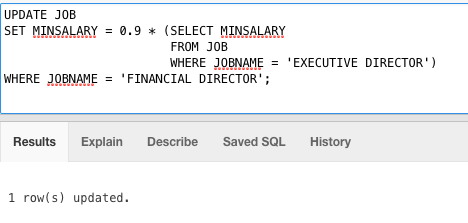 UPDATE JOB
SET MINSALARY = 0.9 * (SELECT MINSALARY
FROM JOB
WHERE JOBNAME = 'EXECUTIVE DIRECTOR')
WHERE JOBNAME = 'FINANCIAL DIRECTOR';
Results Explain Describe Saved SQL History
1 row(s) updated.